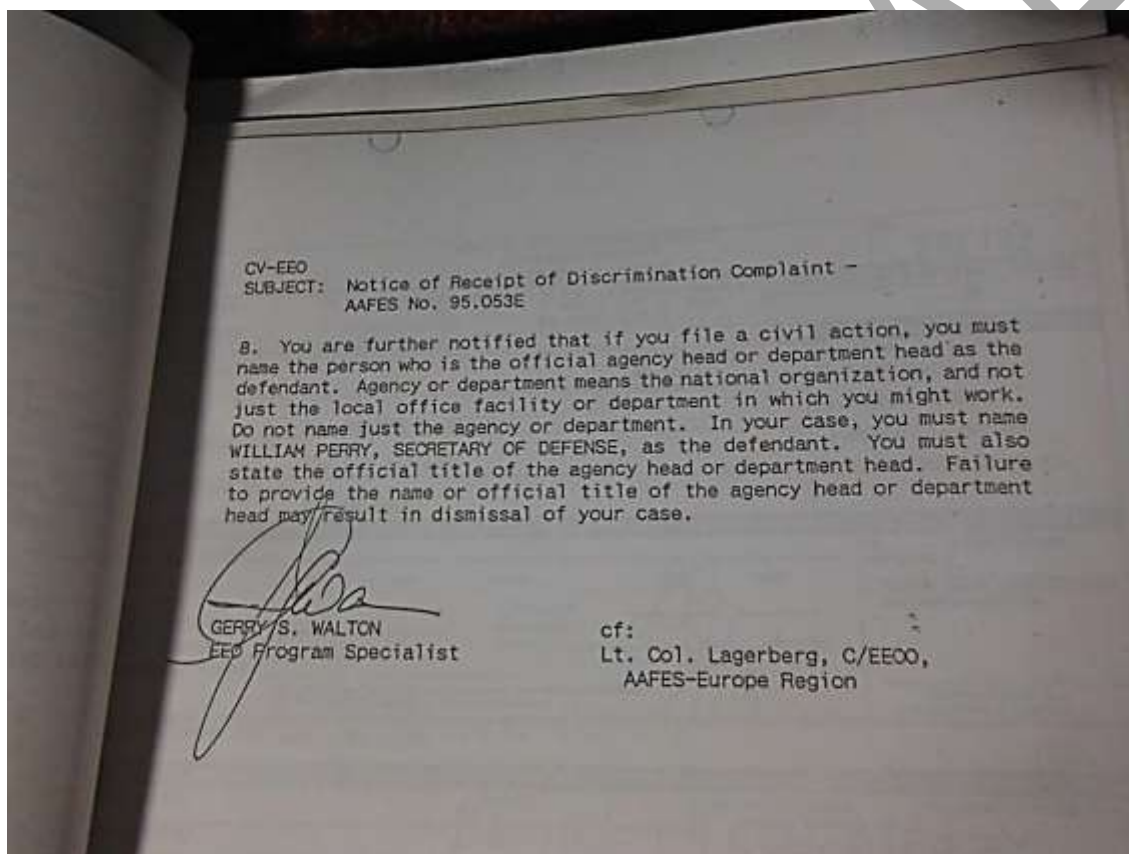 CV-EEO
SUBJECT: Notice of Receipt of Discrimination Complaint -
AAFES No. 95.053E
8. You are further notified that if you file a civil action, you must
name the person who is the official agency head or department head as the
defendant. Agency or department means the national organization, and not
just the local office facility or department in which you might work.
Do not name just the agency or department. In your case, you must name
WILLIAM PERRY, SECRETARY OF DEFENSE, as the defendant. You must also
state the official title of the agency head or department head. Failure
to provide the name or official title of the agency head or department
head may result in dismissal of your case.
GERRY S. WALTON
EEO Program Specialist
cf:
Lt. Col. Lagerberg, C/EEOO,
AAFES-Europe Region